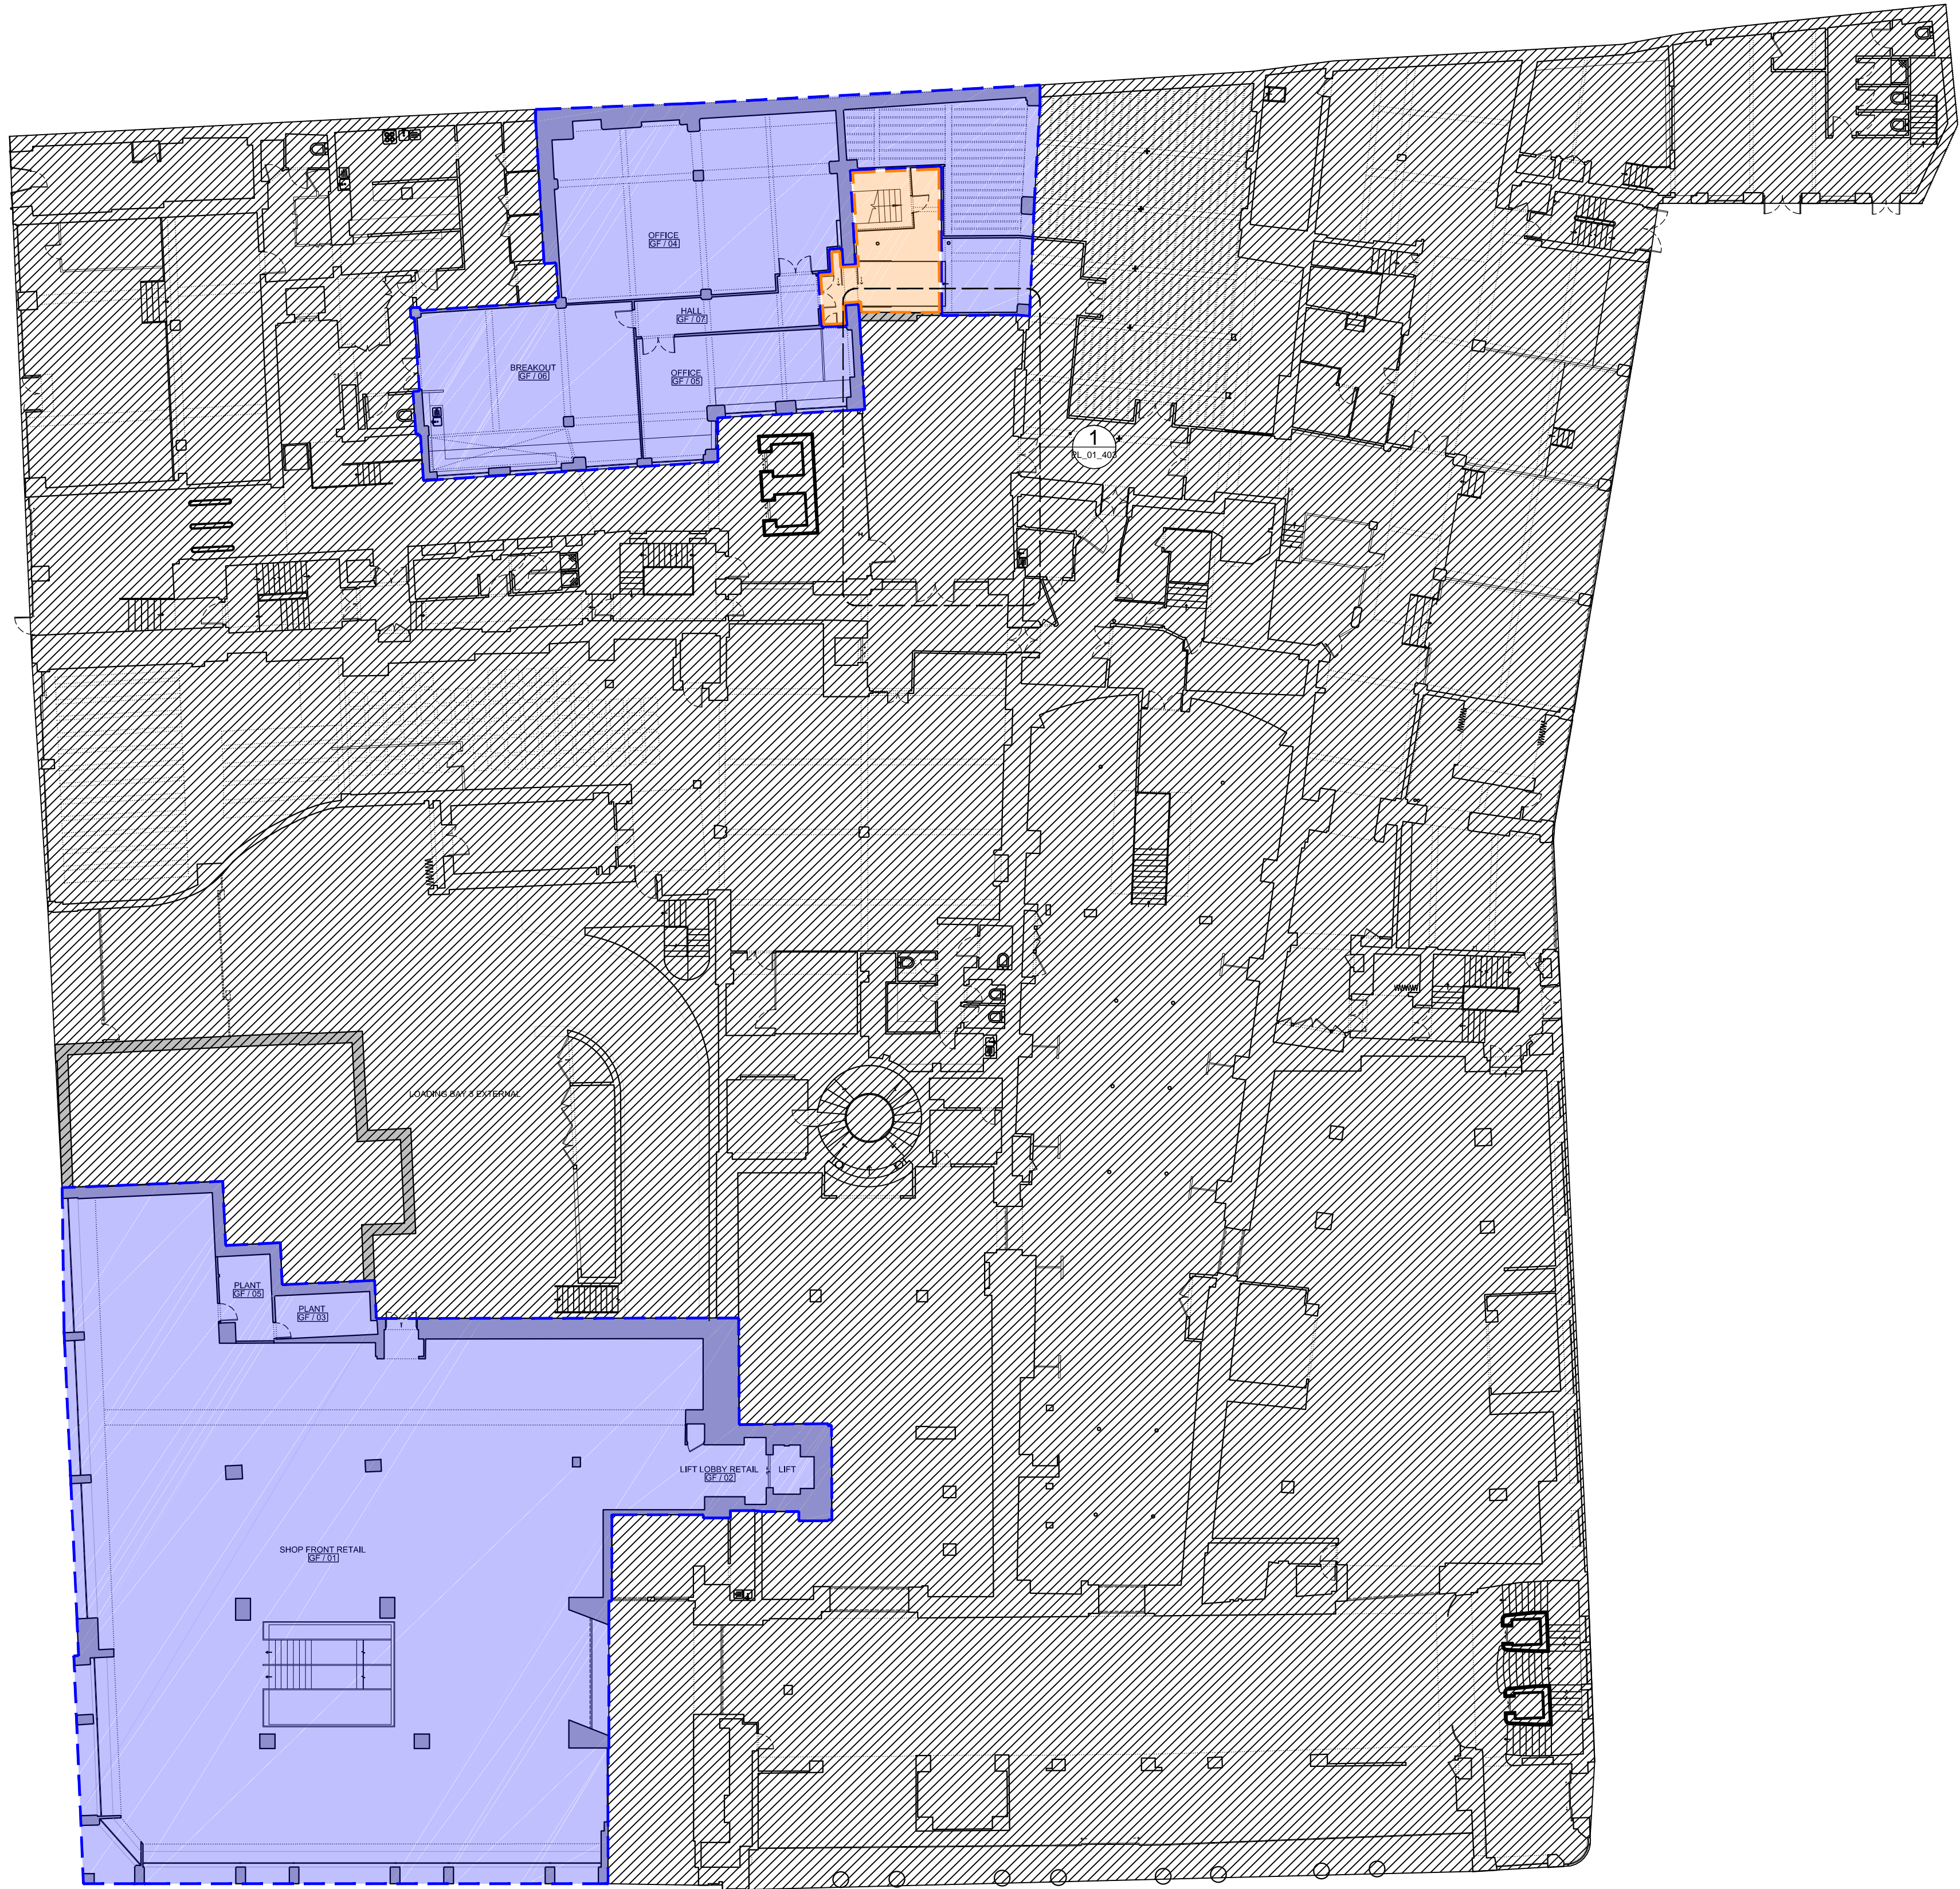 OFFICE
GF / 04
HALL
GF / 07
BREAKOUT
GF / 06
OFFICE
GF / 05
1
LOADING BAY 3 EXTERNAL
PLANT
GF / 05
PLANT
GF / 03
LIFT LOBBY RETAIL
GF / 02
LIFT
SHOP FRONT RETAIL
GF / 01